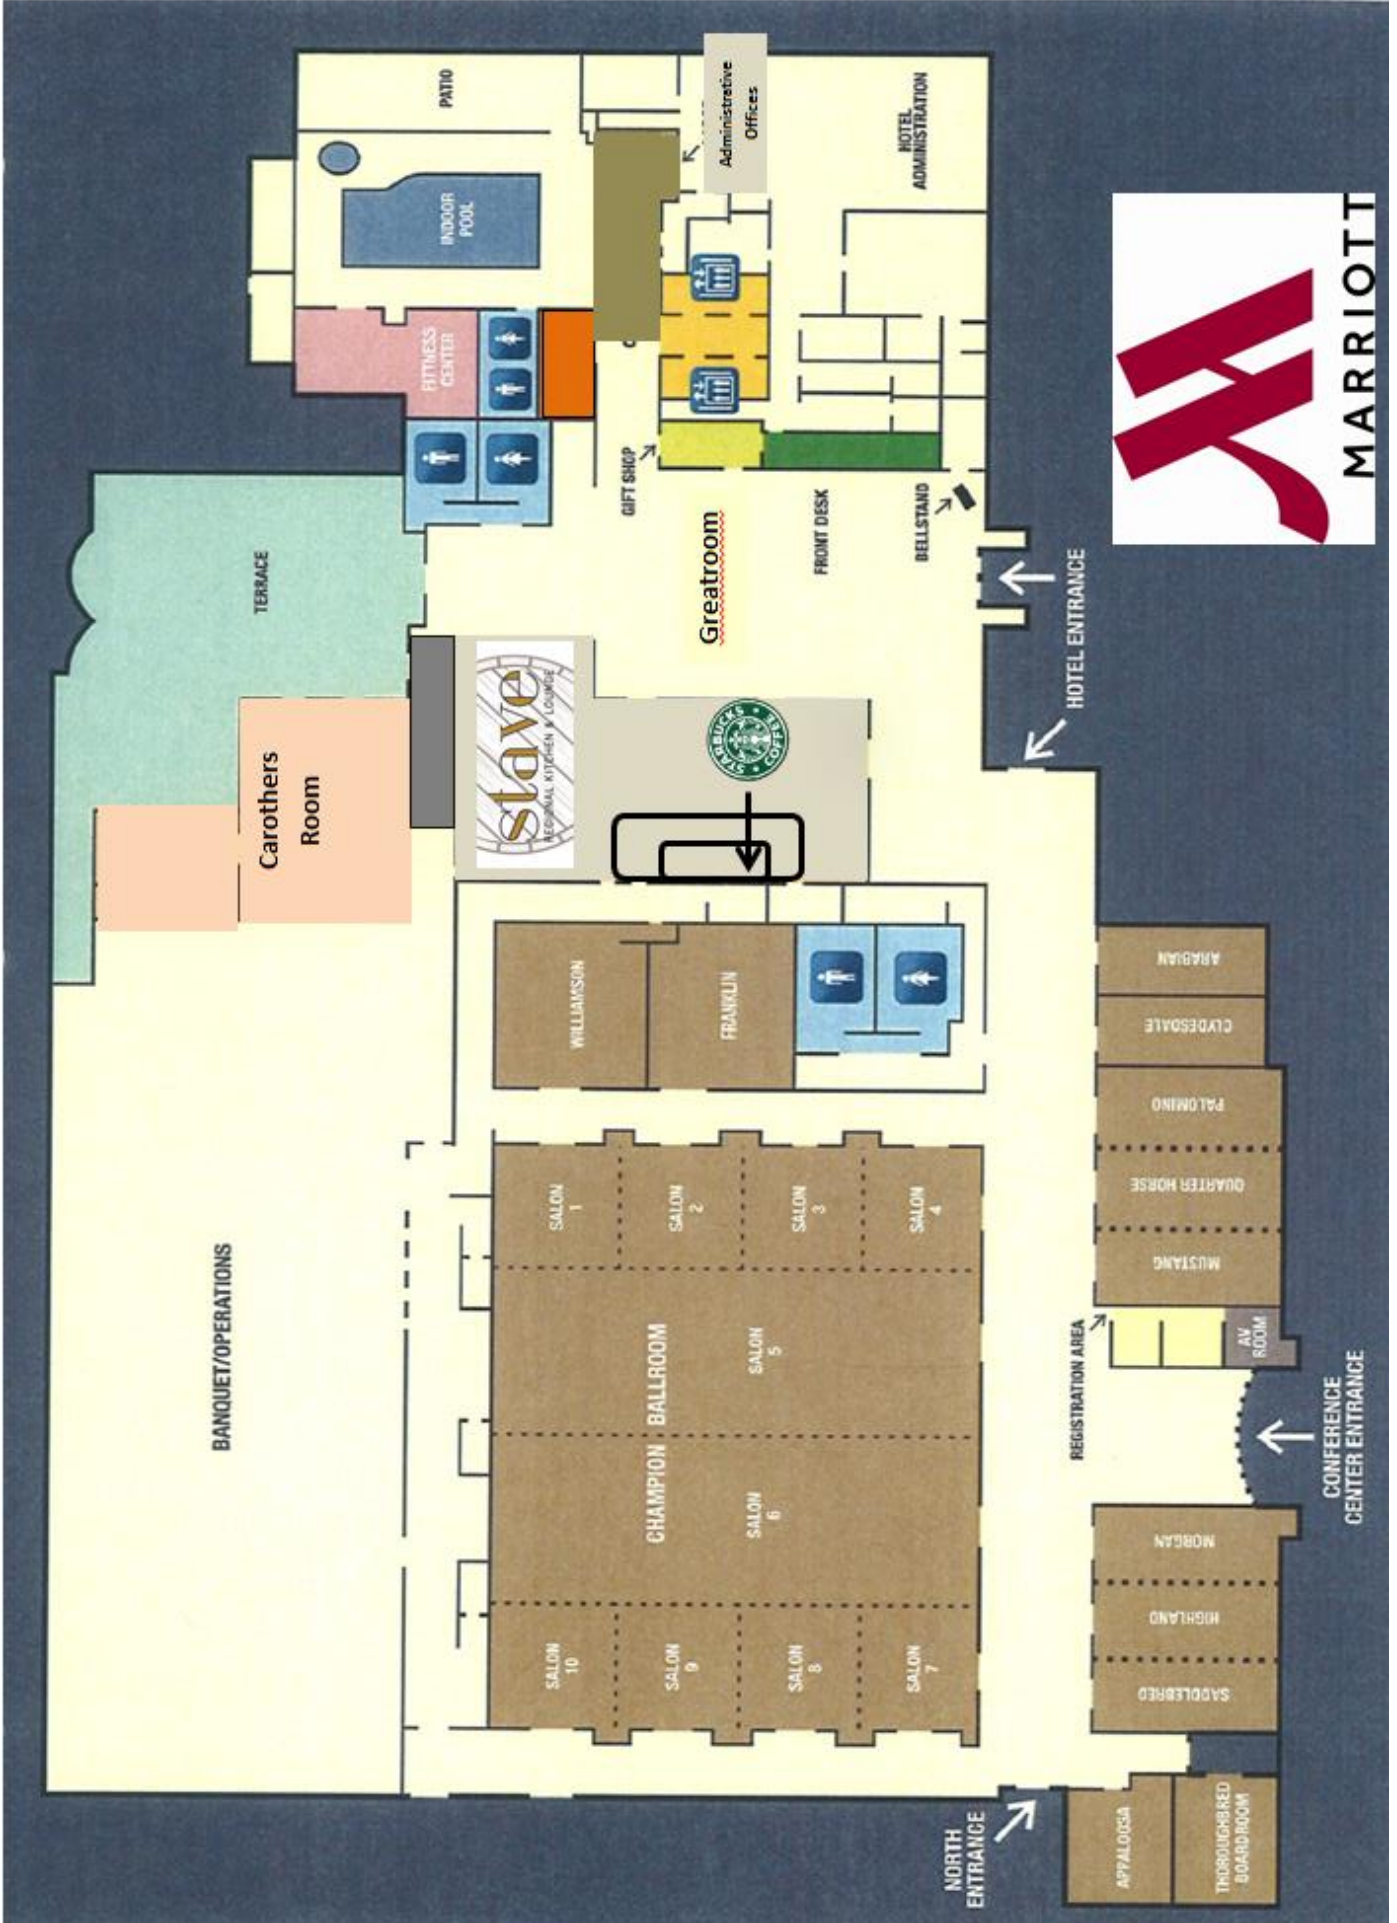 PATIO
Administrative
Offices
HOTEL
ADMINISTRATION
INDOOR
POOL
FITTNESS
CENTER
GIFT SHOP
TERRACE
Greatroom
FRONT DESK
BELLSTAND
HOTEL ENTRANCE
MARRIOTT
Carothers
Room
stave
REGIONAL KITCHEN & LOUNGE
STARBUCKS
COFFEE
WILLIAMSON
FRANKLIN
ARABIAN
CLYDESDALE
PALOMINO
QUARTER HORSE
MUSTANG
BANQUET/OPERATIONS
SALON
1
SALON
2
SALON
3
SALON
4
CHAMPION BALLROOM
SALON
5
SALON
6
SALON
10
SALON
9
SALON
8
SALON
7
REGISTRATION AREA
AV
ROOM
CONFERENCE
CENTER ENTRANCE
MORGAN
HIGHLAND
SADDLEBRED
NORTH
ENTRANCE
APPALOOSA
THOROUGHBRED
BOARDROOM